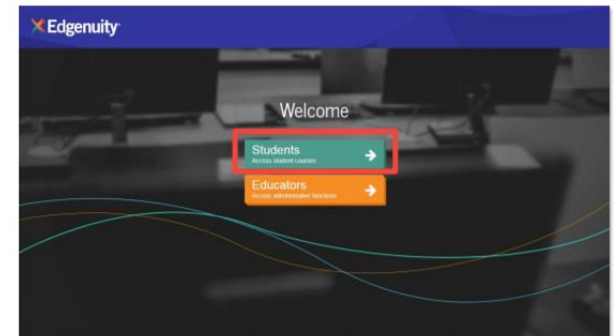 Edgenuity
Welcome
Students
Access student courses
Educators
Access administrative functions